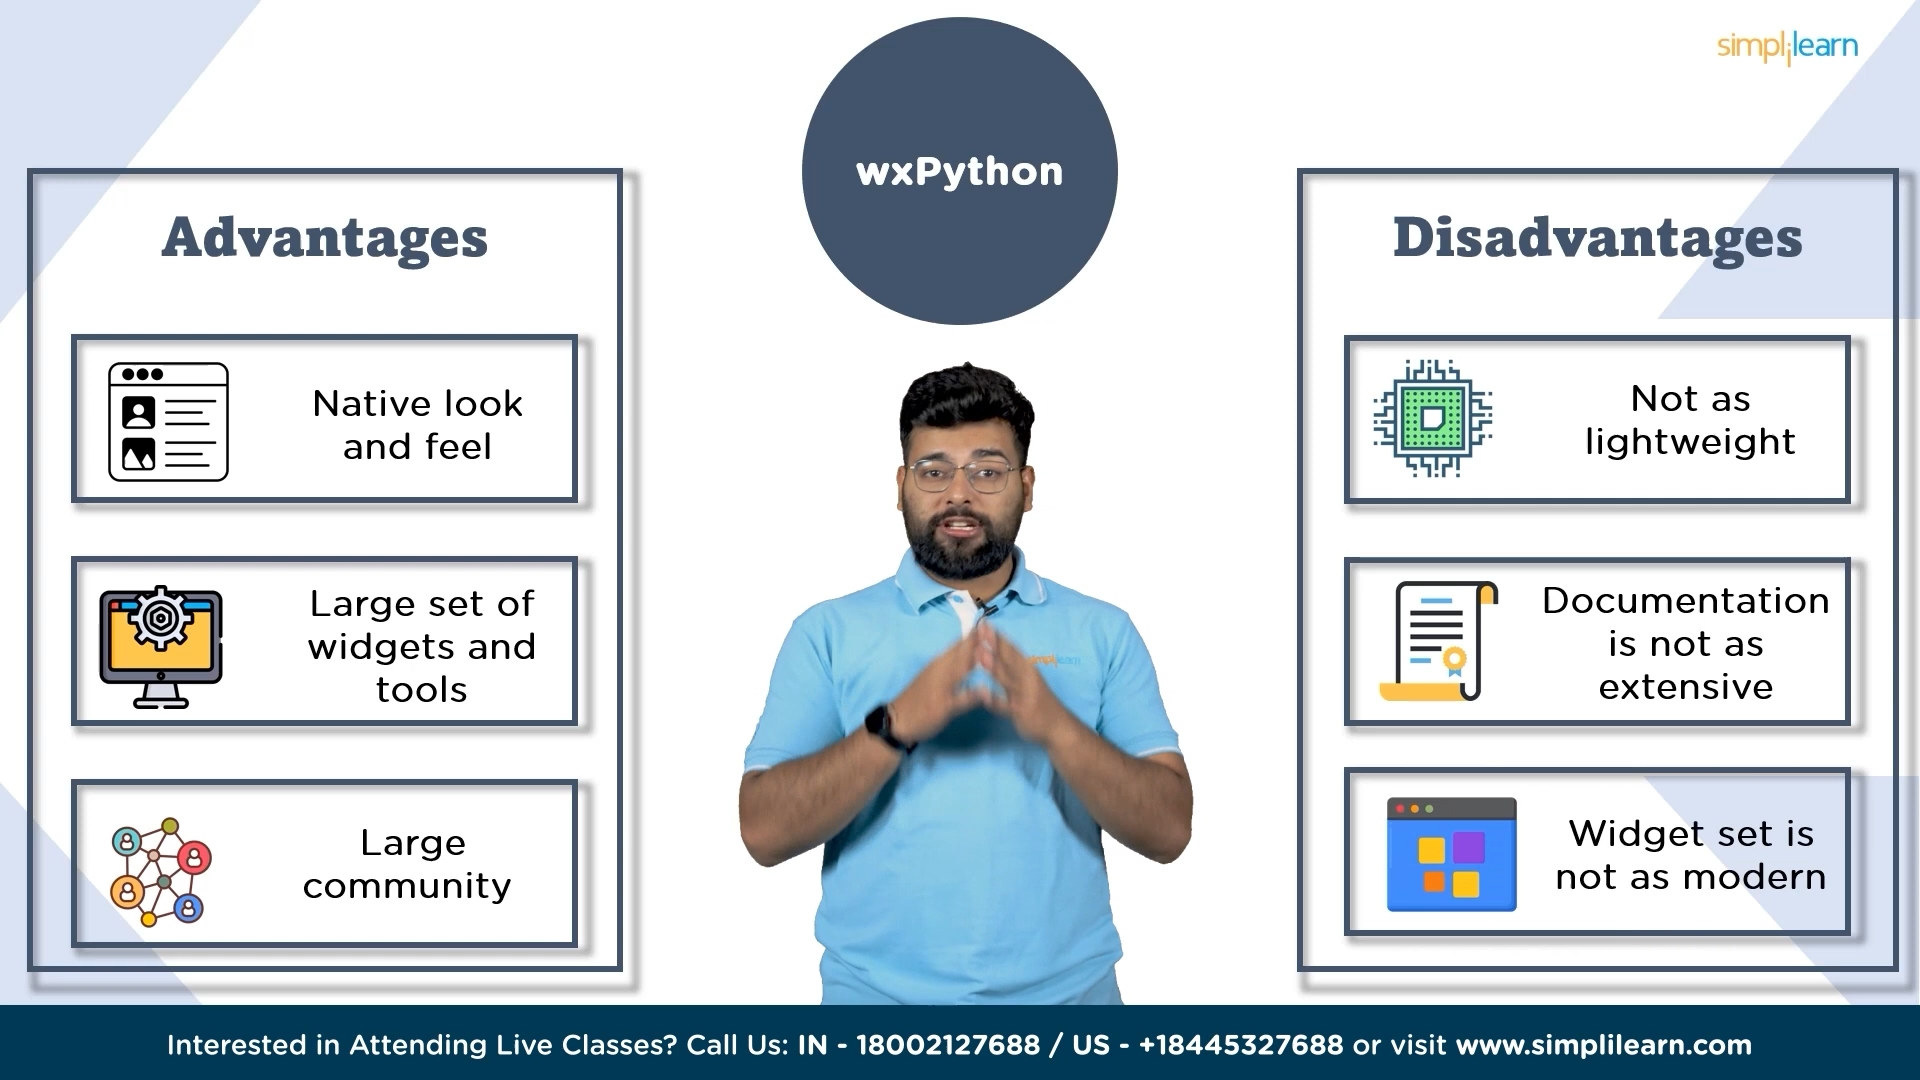 simplilearn
wxPython
Advantages
Native look
and feel
Large set of
widgets and
tools
Large
community
Disadvantages
Not as
lightweight
Documentation
is not as
extensive
Widget set is
not as modern
simplilearn
Interested in Attending Live Classes? Call Us: IN - 18002127688 / US - +18445327688 or visit www.simplilearn.com